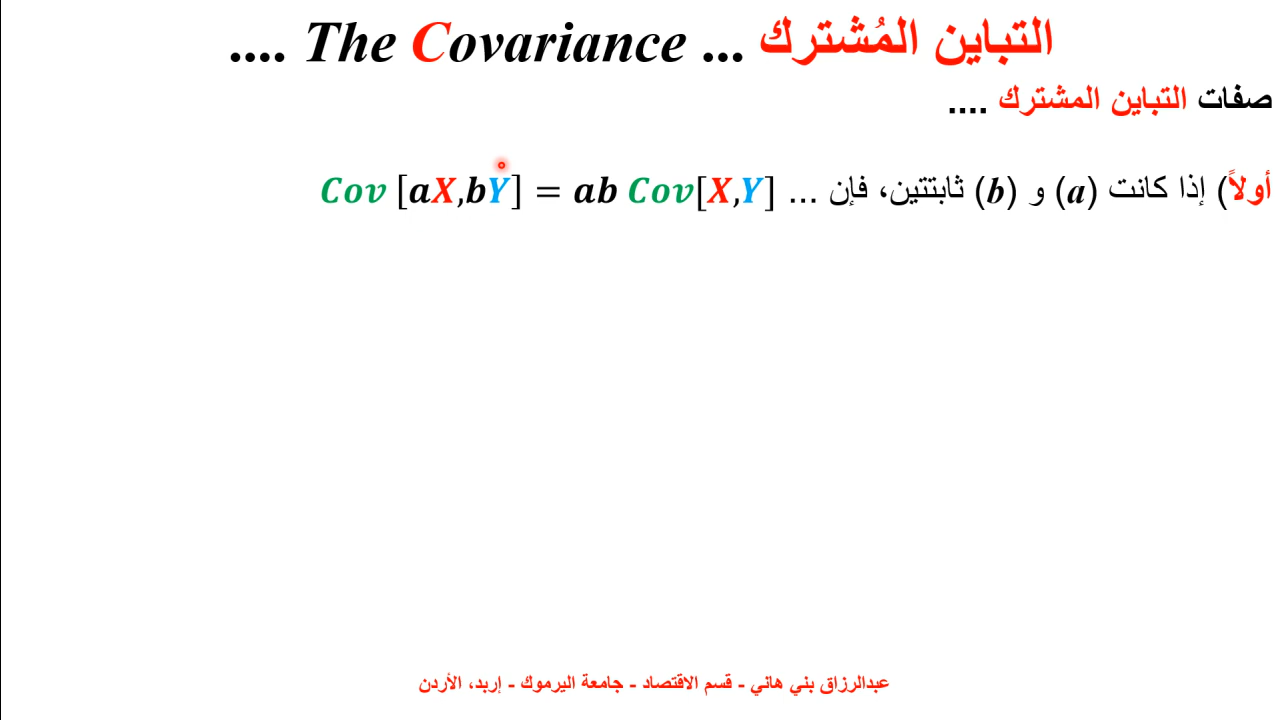 التباين المُشترك ... The Covariance ....
صفات التباين المشترك ....
أولاً) إذا كانت (a) و (b) ثابتتين، فإن ... Cov [aX,bY] = ab Cov[X,Y]
عبدالرزاق بني هاني - قسم الاقتصاد - جامعة اليرموك - إربد، الأردن